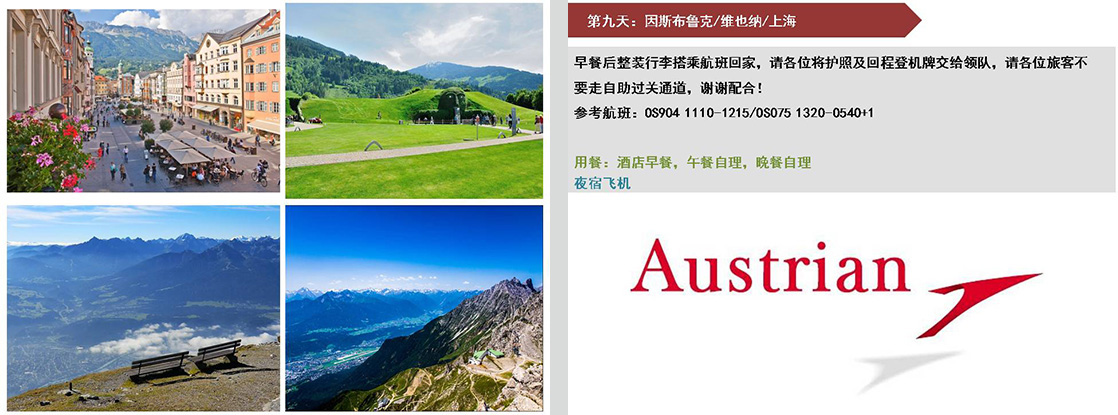 第九天：因斯布鲁克/维也纳/上海
早餐后整装行李搭乘航班回家，请各位将护照及回程登机牌交给领队，请各位旅客不
要走自助过关通道，谢谢配合！
参考航班：OS904 1110-1215/OS075 1320-0540+1
用餐：酒店早餐，午餐自理，晚餐自理
夜宿飞机
Austrian